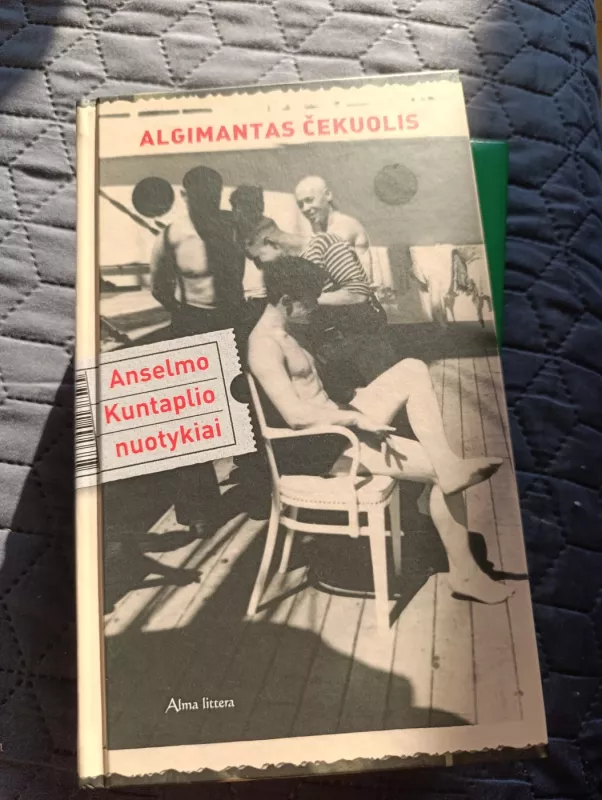 ALGIMANTAS ČEKUOLIS
Anselmo
Kuntaplio
nuotykiai
Alma littera